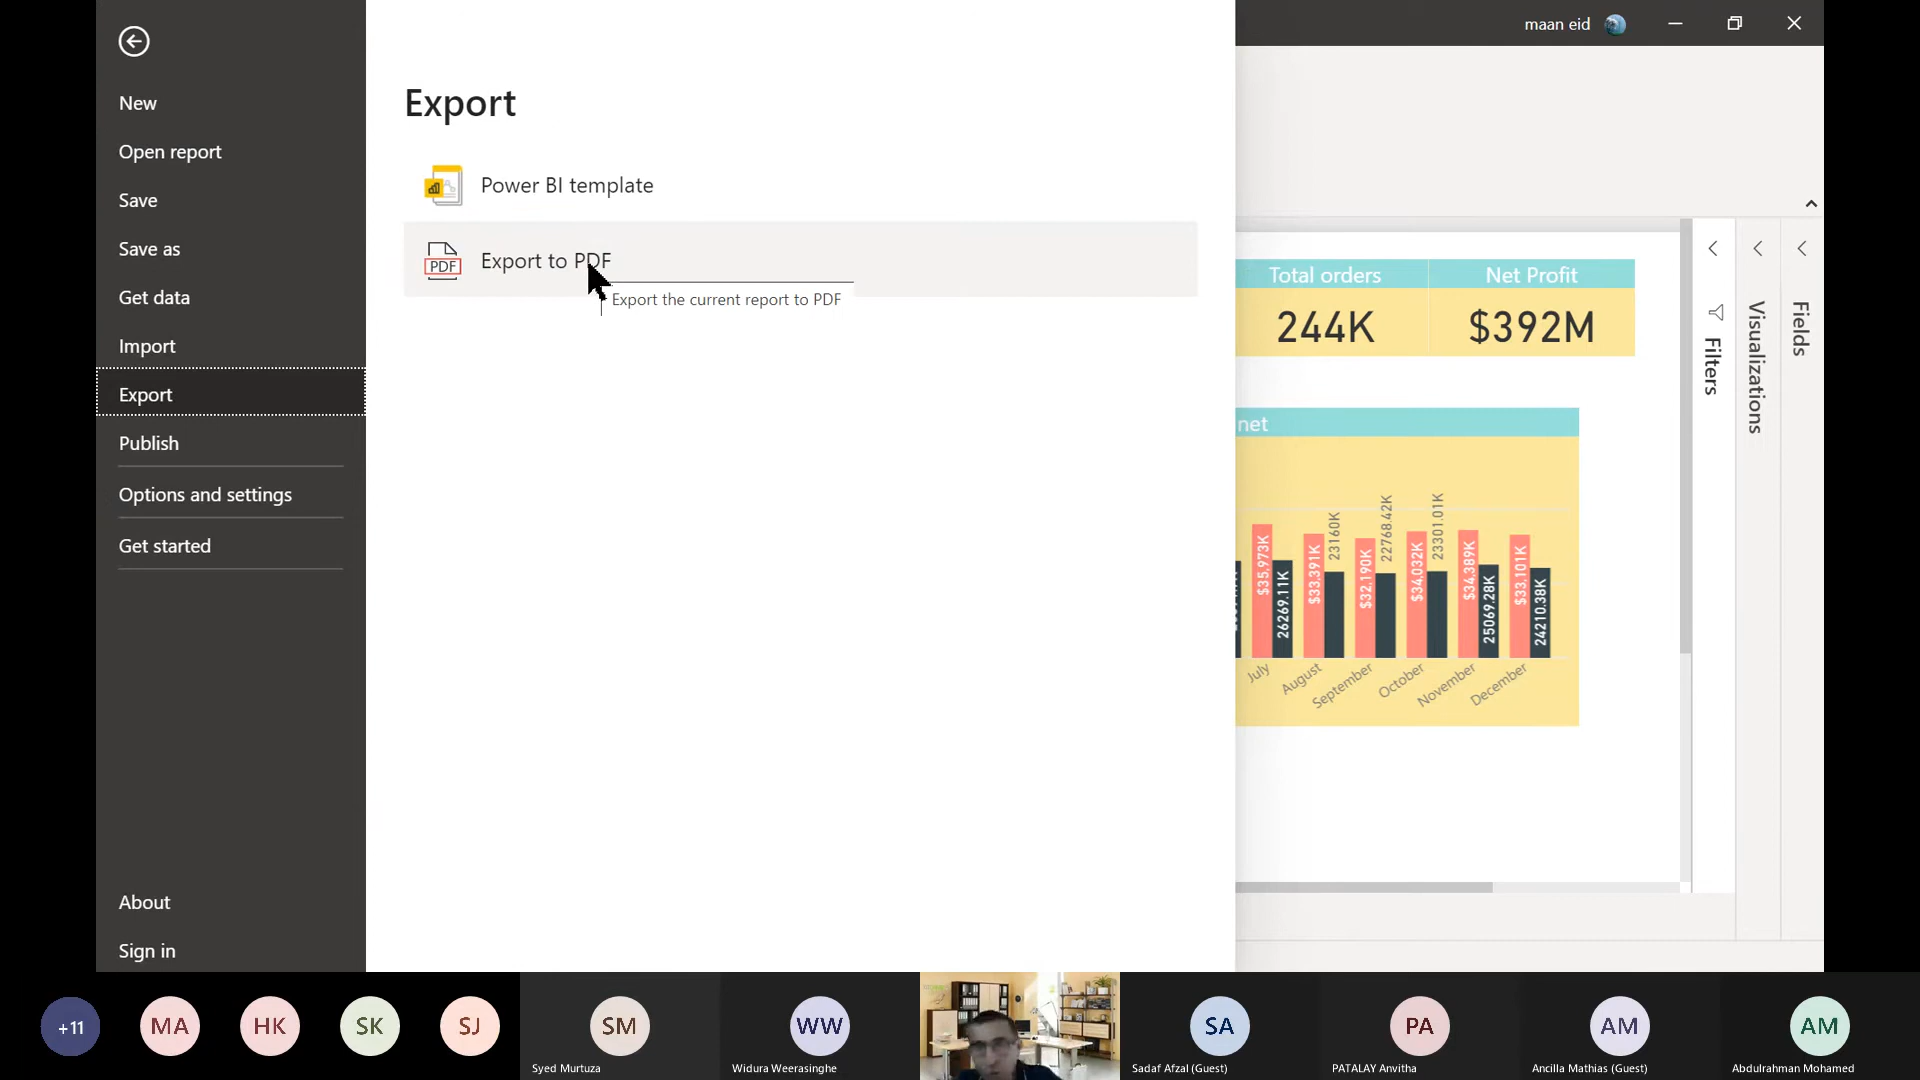 maan eid
New
Open report
Save
Save as
Get data
Import
Export
Publish
Options and settings
Get started
About
Sign in
Export
Power BI template
PDF
Export to PDF
Export the current report to PDF
Total orders
Net Profit
244K
$392M
net
$35.973K
26269.11K
$33.391K
23160K
$32.190K
22768.42K
$34.032K
23301.01K
$34.389K
25069.28K
$33.101K
24210.38K
July
August
September
October
November
December
Filters
Visualizations
Fields
+11
MA
HK
SK
SJ
SM
WW
SA
PA
AM
AM
Syed Murtuza
Widura Weerasinghe
Sadaf Afzal (Guest)
PATALAY Anvitha
Ancilla Mathias (Guest)
Abdulrahman Mohamed